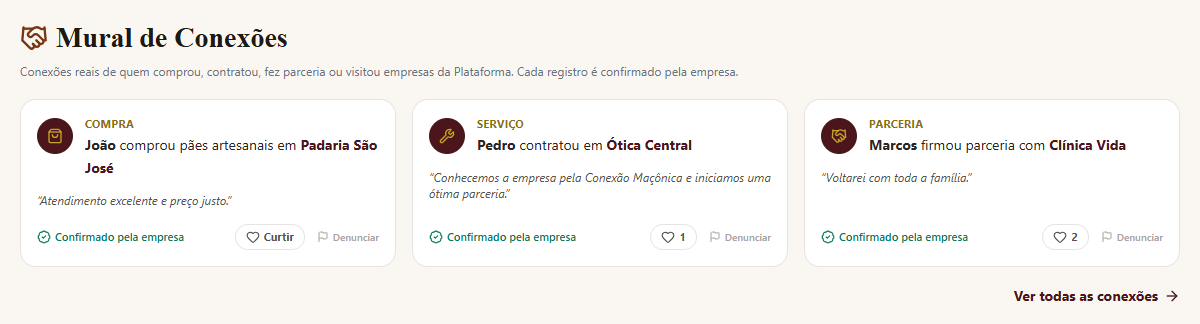 Mural de Conexões
Conexões reais de quem comprou, contratou, fez parceria ou visitou empresas da Plataforma. Cada registro é confirmado pela empresa.
COMPRA
João comprou pães artesanais em Padaria São
José
“Atendimento excelente e preço justo.”
Confirmado pela empresa
Curtir
Denunciar
SERVIÇO
Pedro contratou em Ótica Central
“Conhecemos a empresa pela Conexão Maçônica e iniciamos uma
ótima parceria.”
Confirmado pela empresa
1
Denunciar
PARCERIA
Marcos firmou parceria com Clínica Vida
“Voltarei com toda a família.”
Confirmado pela empresa
2
Denunciar
Ver todas as conexões